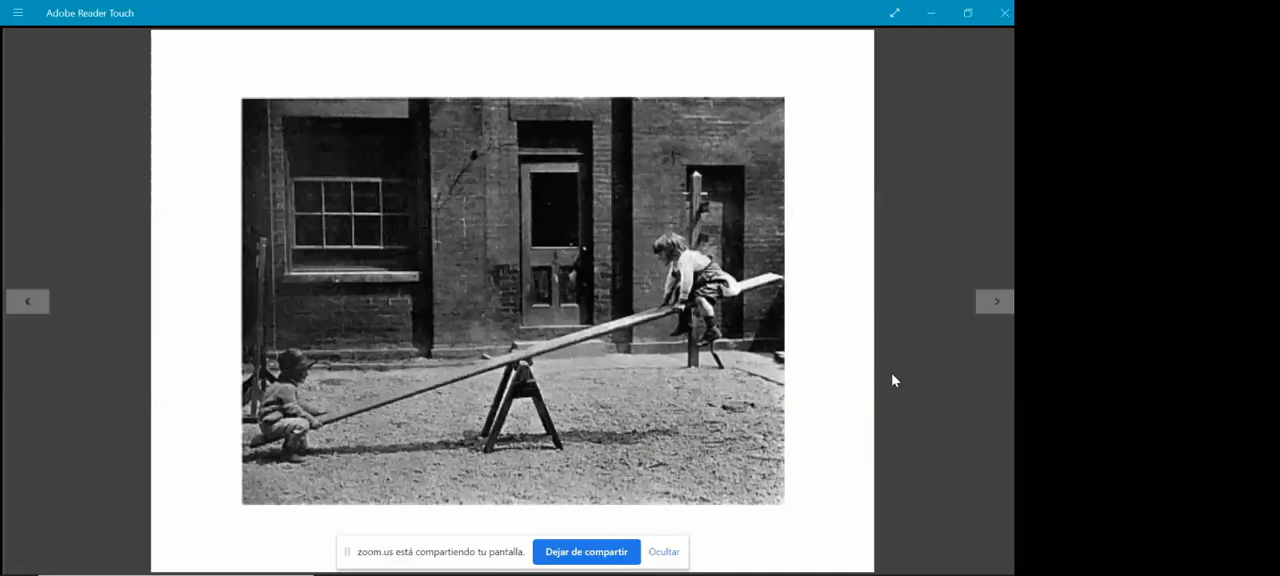 Adobe Reader Touch
zoom.us está compartiendo tu pantalla.
Dejar de compartir
Ocultar